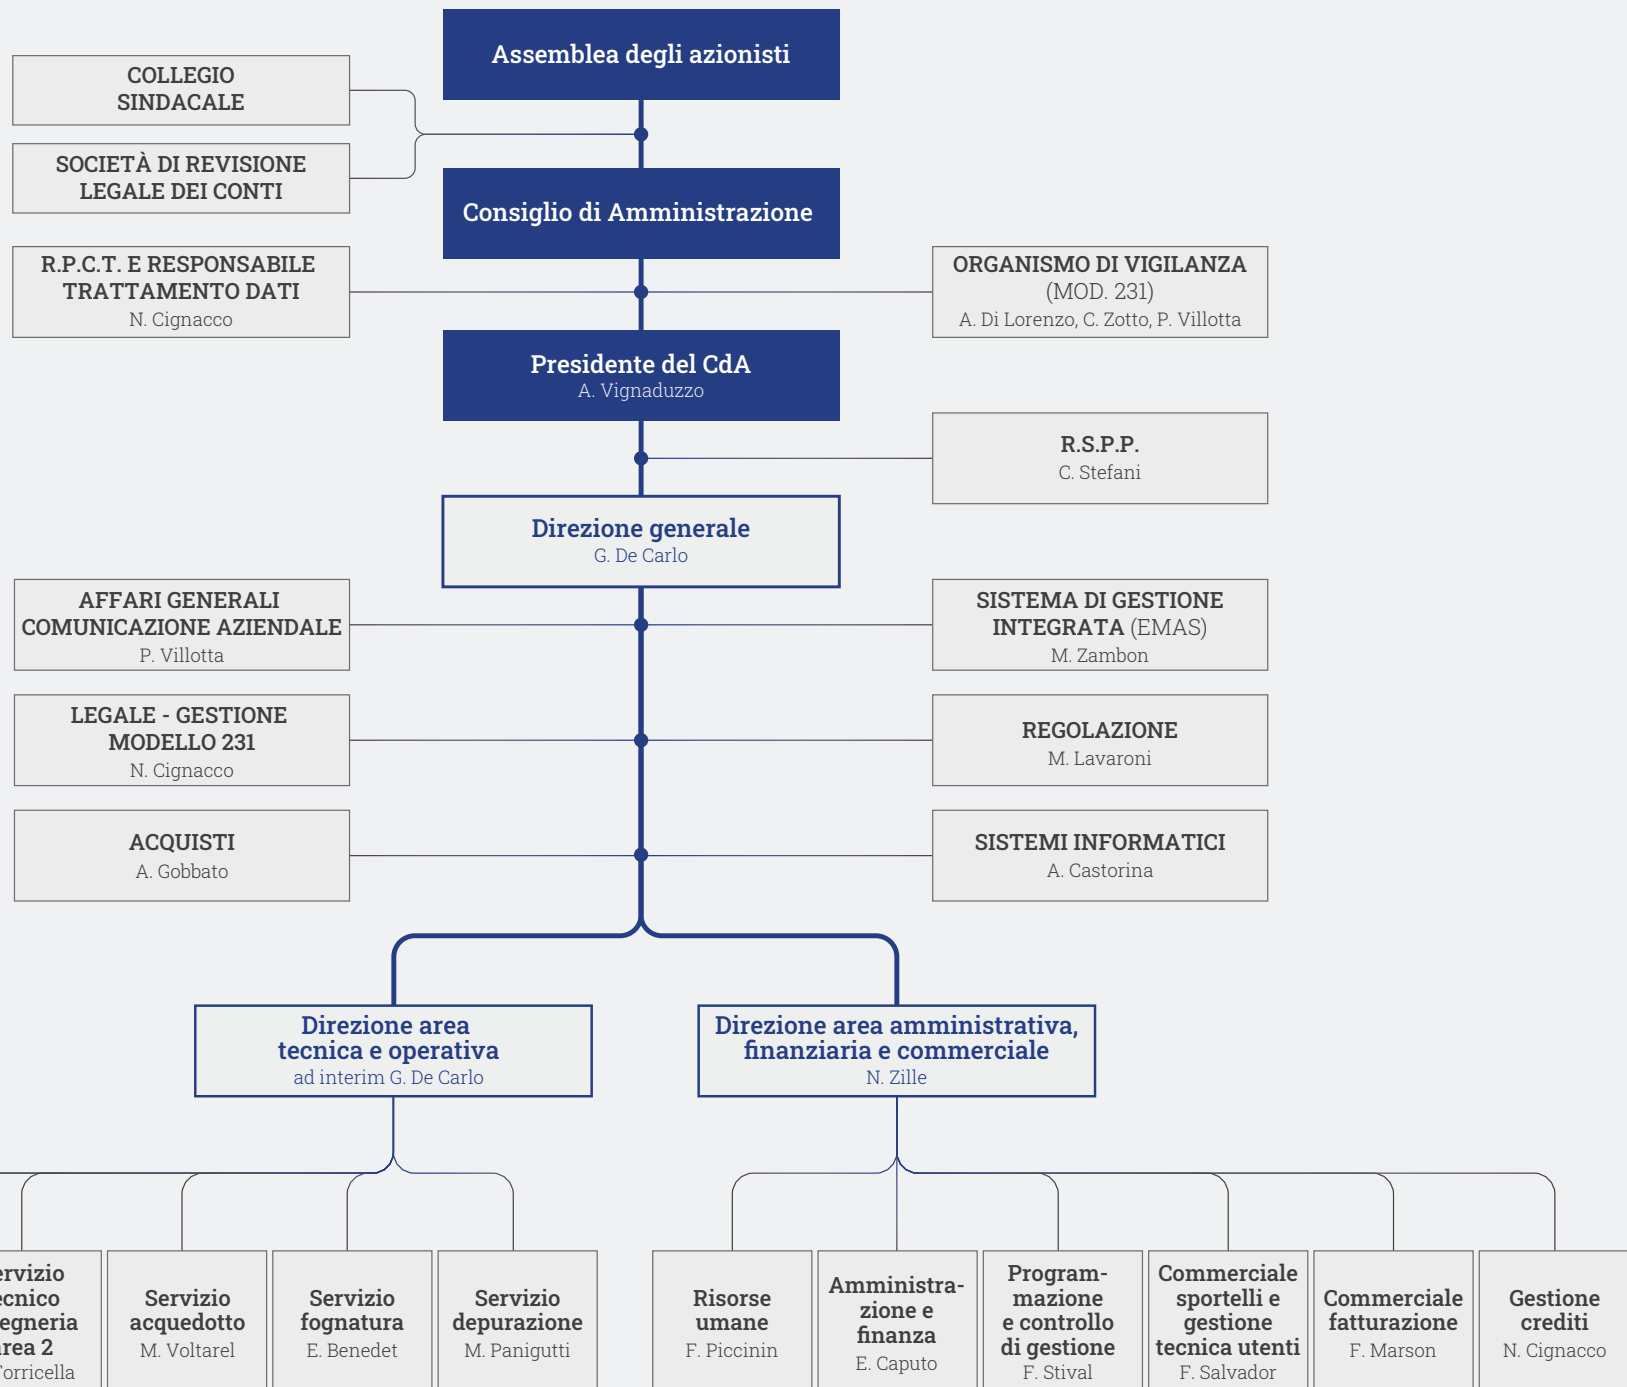 Assemblea degli azionisti
COLLEGIO
SINDACALE
SOCIETÀ DI REVISIONE
LEGALE DEI CONTI
Consiglio di Amministrazione
R.P.C.T. E RESPONSABILE
TRATTAMENTO DATI
N. Cignacco
ORGANISMO DI VIGILANZA
(MOD. 231)
A. Di Lorenzo, C. Zotto, P. Villotta
Presidente del CdA
A. Vignaduzzo
R.S.P.P.
C. Stefani
Direzione generale
G. De Carlo
AFFARI GENERALI
COMUNICAZIONE AZIENDALE
P. Villotta
SISTEMA DI GESTIONE
INTEGRATA (EMAS)
M. Zambon
LEGALE - GESTIONE
MODELLO 231
N. Cignacco
REGOLAZIONE
M. Lavaroni
ACQUISTI
A. Gobbato
SISTEMI INFORMATICI
A. Castorina
Direzione area
tecnica e operativa
ad interim G. De Carlo
Direzione area amministrativa,
finanziaria e commerciale
N. Zille
2
Servizio
acquedotto
M. Voltarel
Servizio
fognatura
E. Benedet
Servizio
depurazione
M. Panigutti
Risorse
umane
F. Piccinin
Amministra-
zione e
finanza
E. Caputo
Program-
mazione
e controllo
di gestione
F. Stival
Commerciale
sportelli e
gestione
tecnica utenti
F. Salvador
Commerciale
fatturazione
F. Marson
Gestione
crediti
N. Cignacco